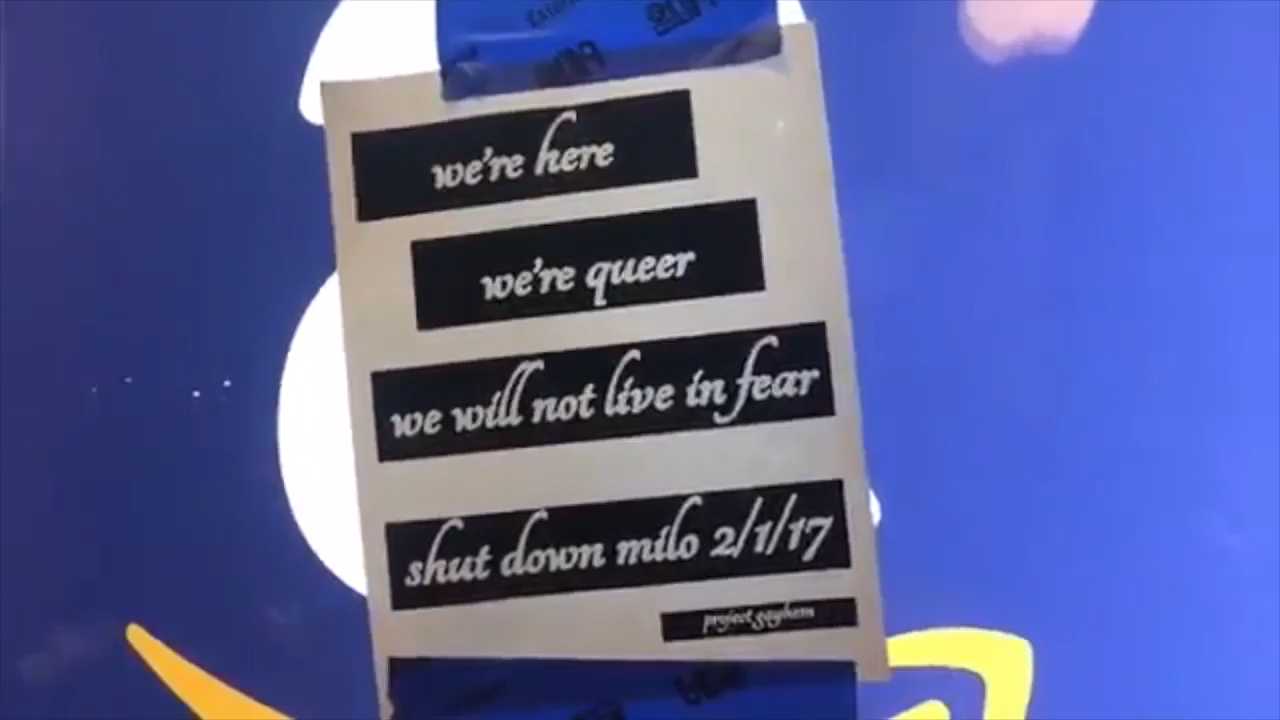 we're here
we're queer
we will not live in fear
shut down milo 2/1/17
project gayhem